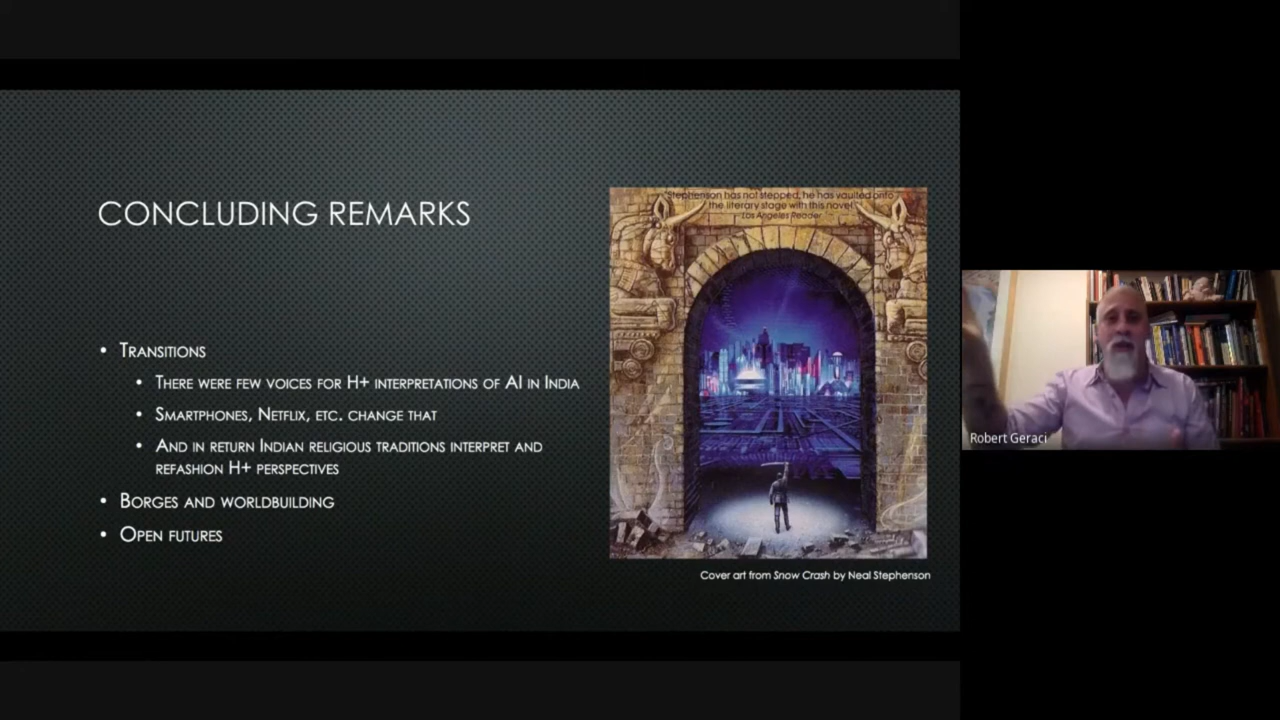 CONCLUDING REMARKS
• TRANSITIONS
• THERE WERE FEW VOICES FOR H+ INTERPRETATIONS OF AI IN INDIA
• SMARTPHONES, NETFLIX, ETC. CHANGE THAT
• AND IN RETURN INDIAN RELIGIOUS TRADITIONS INTERPRET AND
REFASHION H+ PERSPECTIVES
• BORGES AND WORLDBUILDING
• OPEN FUTURES
"Stephenson has not stepped, he has vaulted onto
the literary stage with this novel."
Los Angeles Reader
Cover art from Snow Crash by Neal Stephenson
Robert Geraci